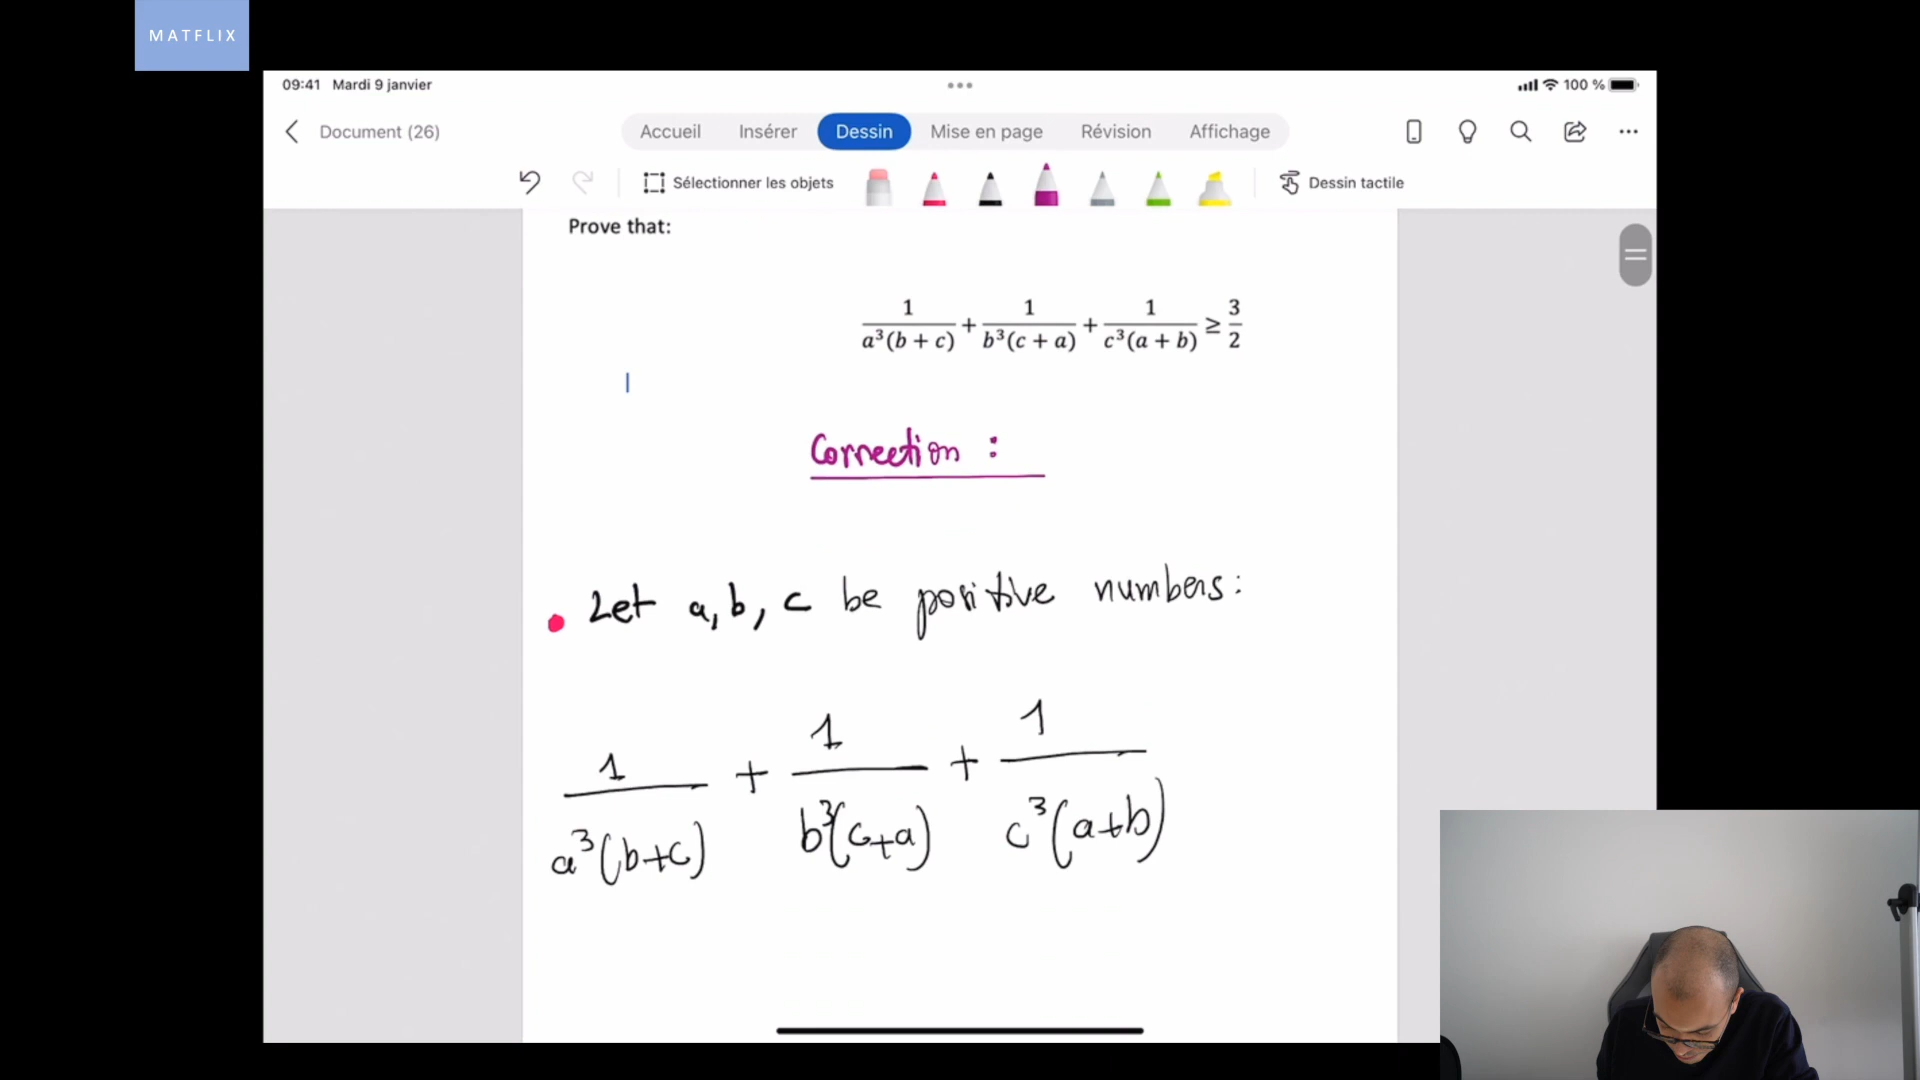 MATFLIX
09:41 Mardi 9 janvier
100 %
Document (26)
Accueil Insérer Dessin Mise en page Révision Affichage
Sélectionner les objets
Dessin tactile
Prove that:
1/(a³(b + c)) + 1/(b³(c + a)) + 1/(c³(a + b)) ≥ 3/2
Correction :
• Let a, b, c be positive numbers:
1/(a³(b+c)) + 1/(b³(c+a)) + 1/(c³(a+b))